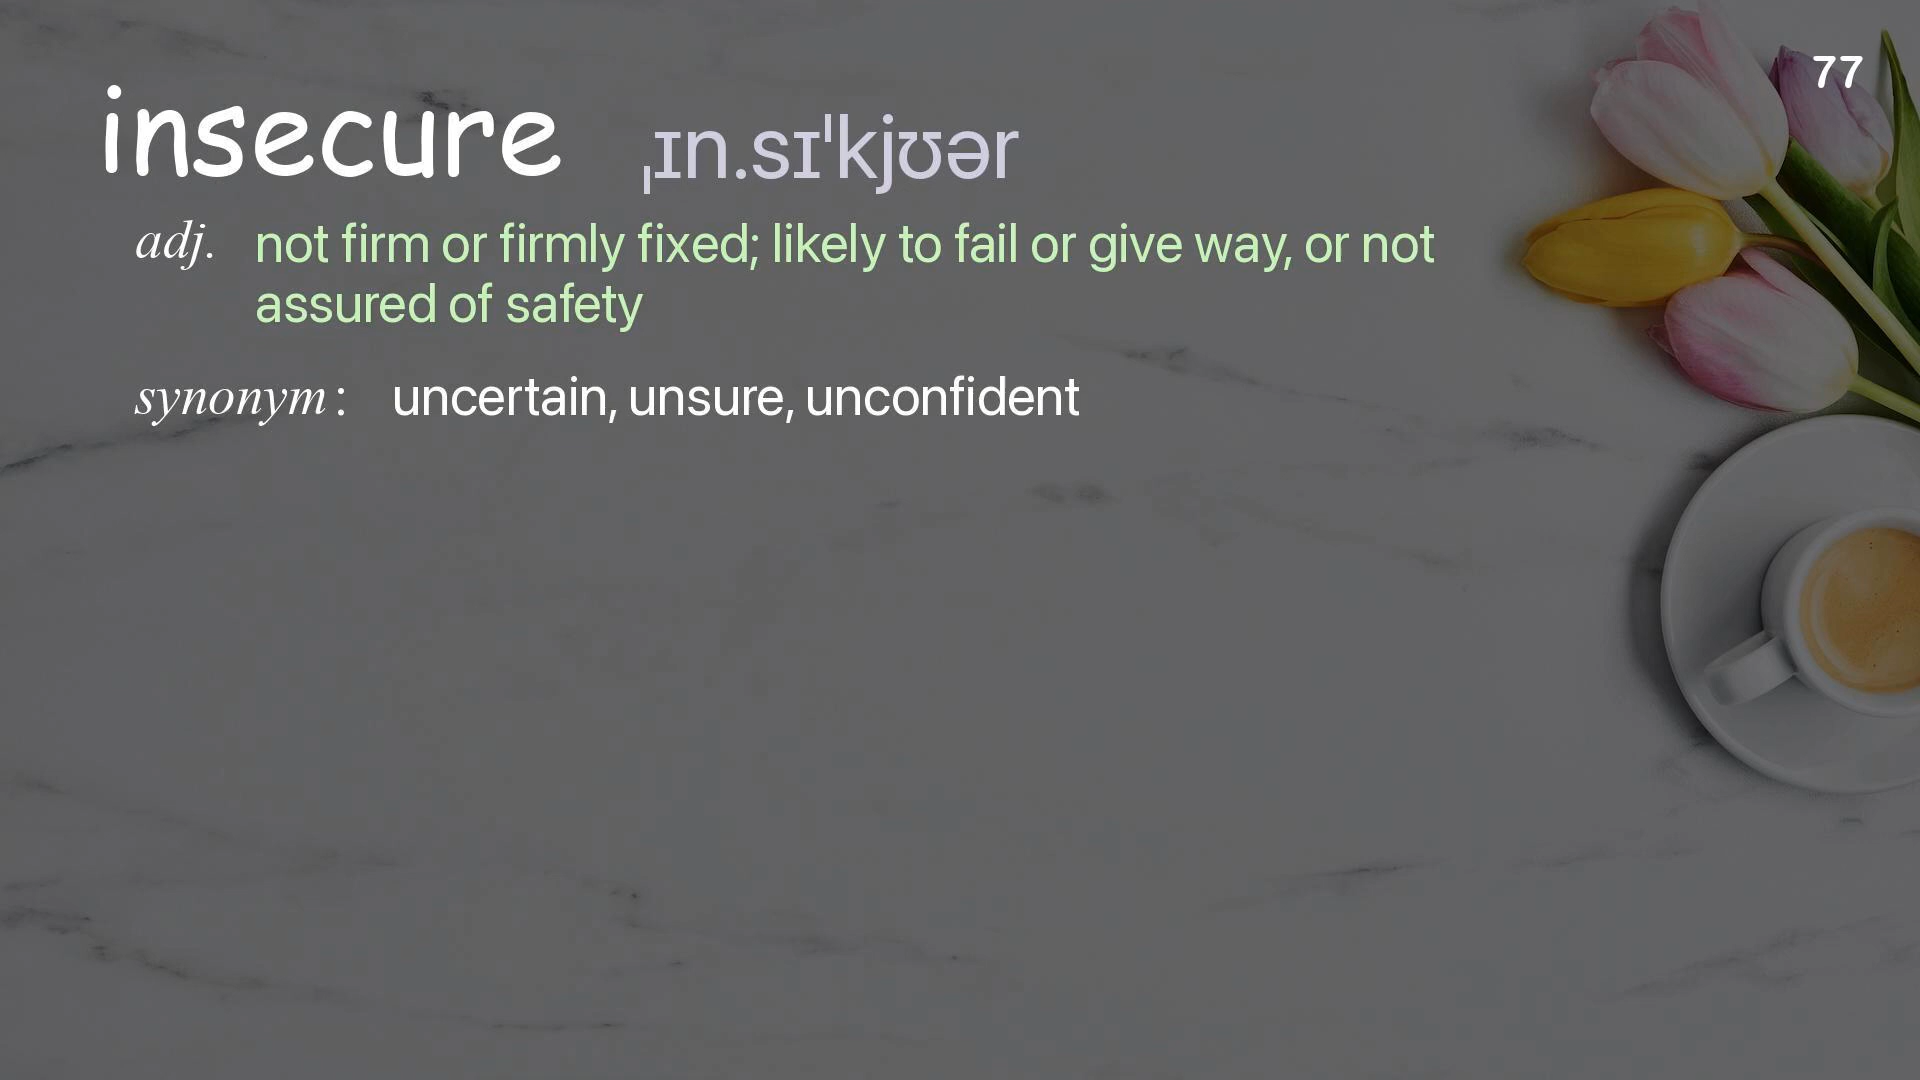 77
insecure ˌɪn.sɪˈkjʊər
adj. not firm or firmly fixed; likely to fail or give way, or not
assured of safety
synonym : uncertain, unsure, unconfident